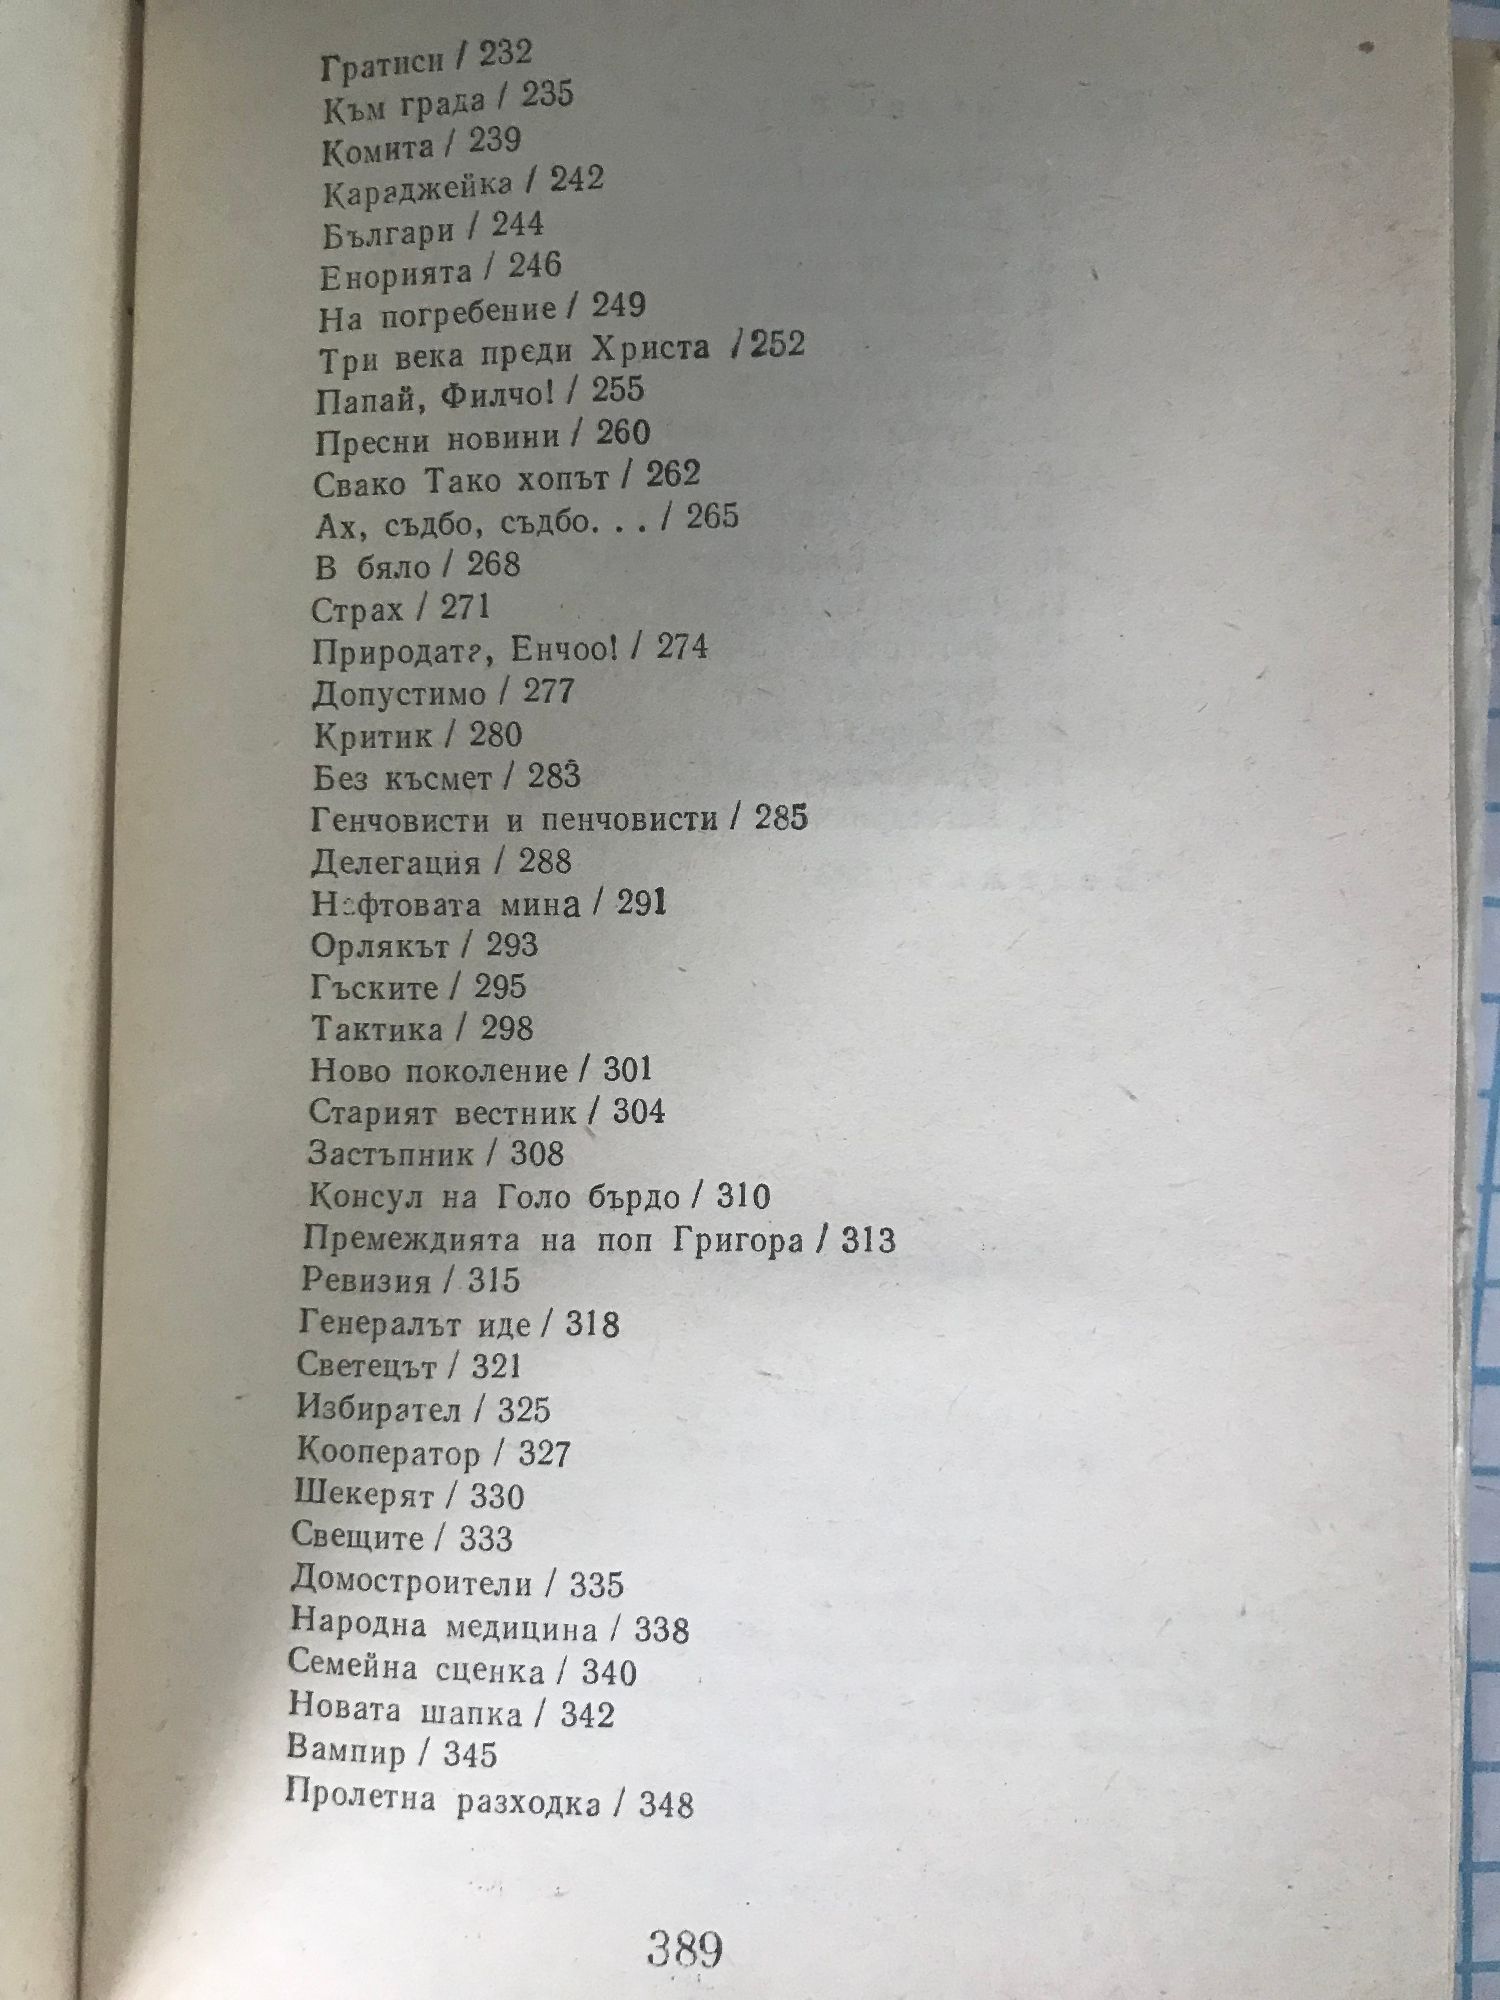 Гратиси / 232
Към града / 235
Комита / 239
Караджейка / 242
Българи / 244
Енорията / 246
На погребение / 249
Три века преди Христа / 252
Папай, Филчо! / 255
Пресни новини / 260
Свако Тако хопът / 262
Ах, съдбо, съдбо. . . / 265
В бяло / 268
Страх / 271
Природата, Енчоо! / 274
Допустимо / 277
Критик / 280
Без късмет / 283
Генчовисти и пенчовисти / 285
Делегация / 288
Нефтовата мина / 291
Орлякът / 293
Гъските / 295
Тактика / 298
Ново поколение / 301
Старият вестник / 304
Застъпник / 308
Консул на Голо бърдо / 310
Премеждията на поп Григора / 313
Ревизия / 315
Генералът иде / 318
Светецът / 321
Избирател / 325
Кооператор / 327
Шекерят / 330
Свещите / 333
Домостроители / 335
Народна медицина / 338
Семейна сценка / 340
Новата шапка / 342
Вампир / 345
Пролетна разходка / 348
389